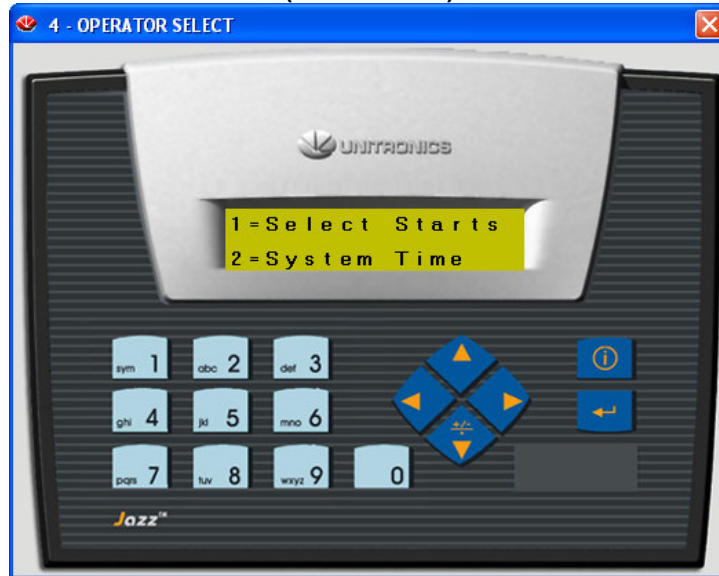 4 - OPERATOR SELECT
UNITRONICS
1=Select Starts
2=System Time
sym 1 abc 2 def 3
ghi 4 jkl 5 mno 6 +/-
pqrs 7 tuv 8 wxyz 9 0
Jazz™